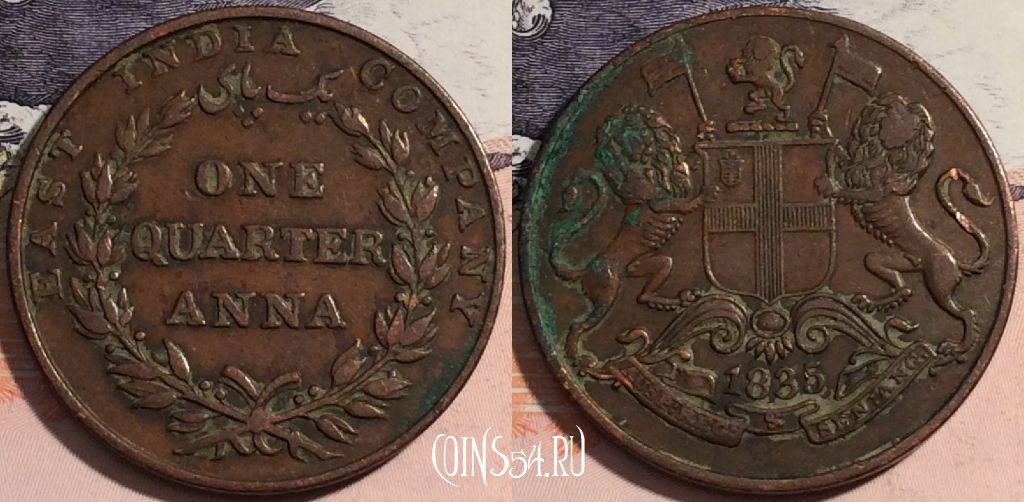 EAST INDIA COMPANY
یک پای
ONE
QUARTER
ANNA
1835
COINS54.RU